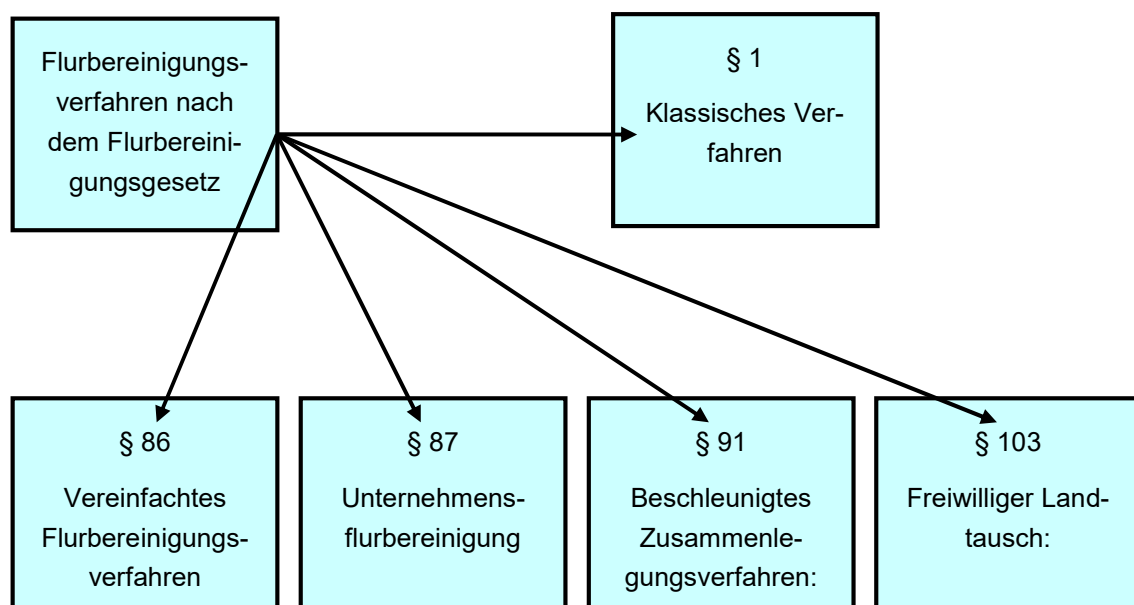 Flurbereinigungs-
verfahren nach
dem Flurbereini-
gungsgesetz
§ 1
Klassisches Ver-
fahren
§ 86
Vereinfachtes
Flurbereinigungs-
verfahren
§ 87
Unternehmens-
flurbereinigung
§ 91
Beschleunigtes
Zusammenle-
gungsverfahren:
§ 103
Freiwilliger Land-
tausch: